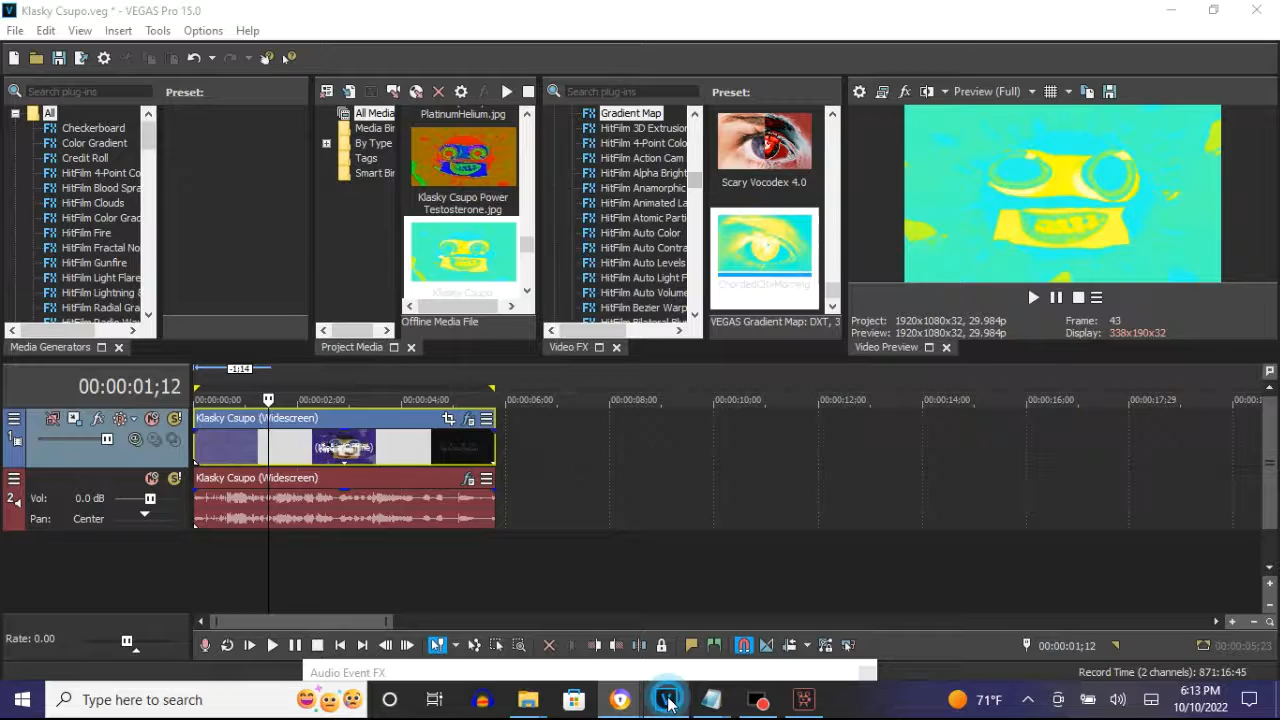 Klasky Csupo.veg * - VEGAS Pro 15.0
File Edit View Insert Tools Options Help
Search plug-ins Preset:
All
Checkerboard
Color Gradient
Credit Roll
HitFilm 4-Point Co
HitFilm Blood Spra
HitFilm Clouds
HitFilm Color Grac
HitFilm Fire
HitFilm Fractal No
HitFilm Gunfire
HitFilm Light Flare
HitFilm Lightning &
HitFilm Radial Gra
Media Generators
All Media
Media Bir
By Type
Tags
Smart Bir
PlatinumHelium.jpg
Klasky Csupo Power
Testosterone.jpg
Klasky Csupo
Offline Media File
Project Media
Search plug-ins Preset:
Gradient Map
HitFilm 3D Extrusion
HitFilm 4-Point Colo
HitFilm Action Cam
HitFilm Alpha Bright
HitFilm Anamorphic
HitFilm Animated La
HitFilm Atomic Parti
HitFilm Auto Color
HitFilm Auto Contra
HitFilm Auto Levels
HitFilm Auto Light F
HitFilm Auto Volume
HitFilm Bezier Warp
Scary Vocodex 4.0
VEGAS Gradient Map: DXT, 3
Video FX
Preview (Full)
Project: 1920x1080x32, 29.984p
Preview: 1920x1080x32, 29.984p
Frame: 43
Display: 338x190x32
Video Preview
00:00:01;12
-1:14
00:00:00;00 00:00:02;00 00:00:04;00 00:00:06;00 00:00:08;00 00:00:10;00 00:00:12;00 00:00:14;00 00:00:16;00 00:00:17;29
1
Klasky Csupo (Widescreen)
2
Vol: 0.0 dB
Pan: Center
Klasky Csupo (Widescreen)
Rate: 0.00
00:00:01;12
00:00:05;23
Audio Event FX
Record Time (2 channels): 871:16:45
Type here to search
71°F
6:13 PM
10/10/2022